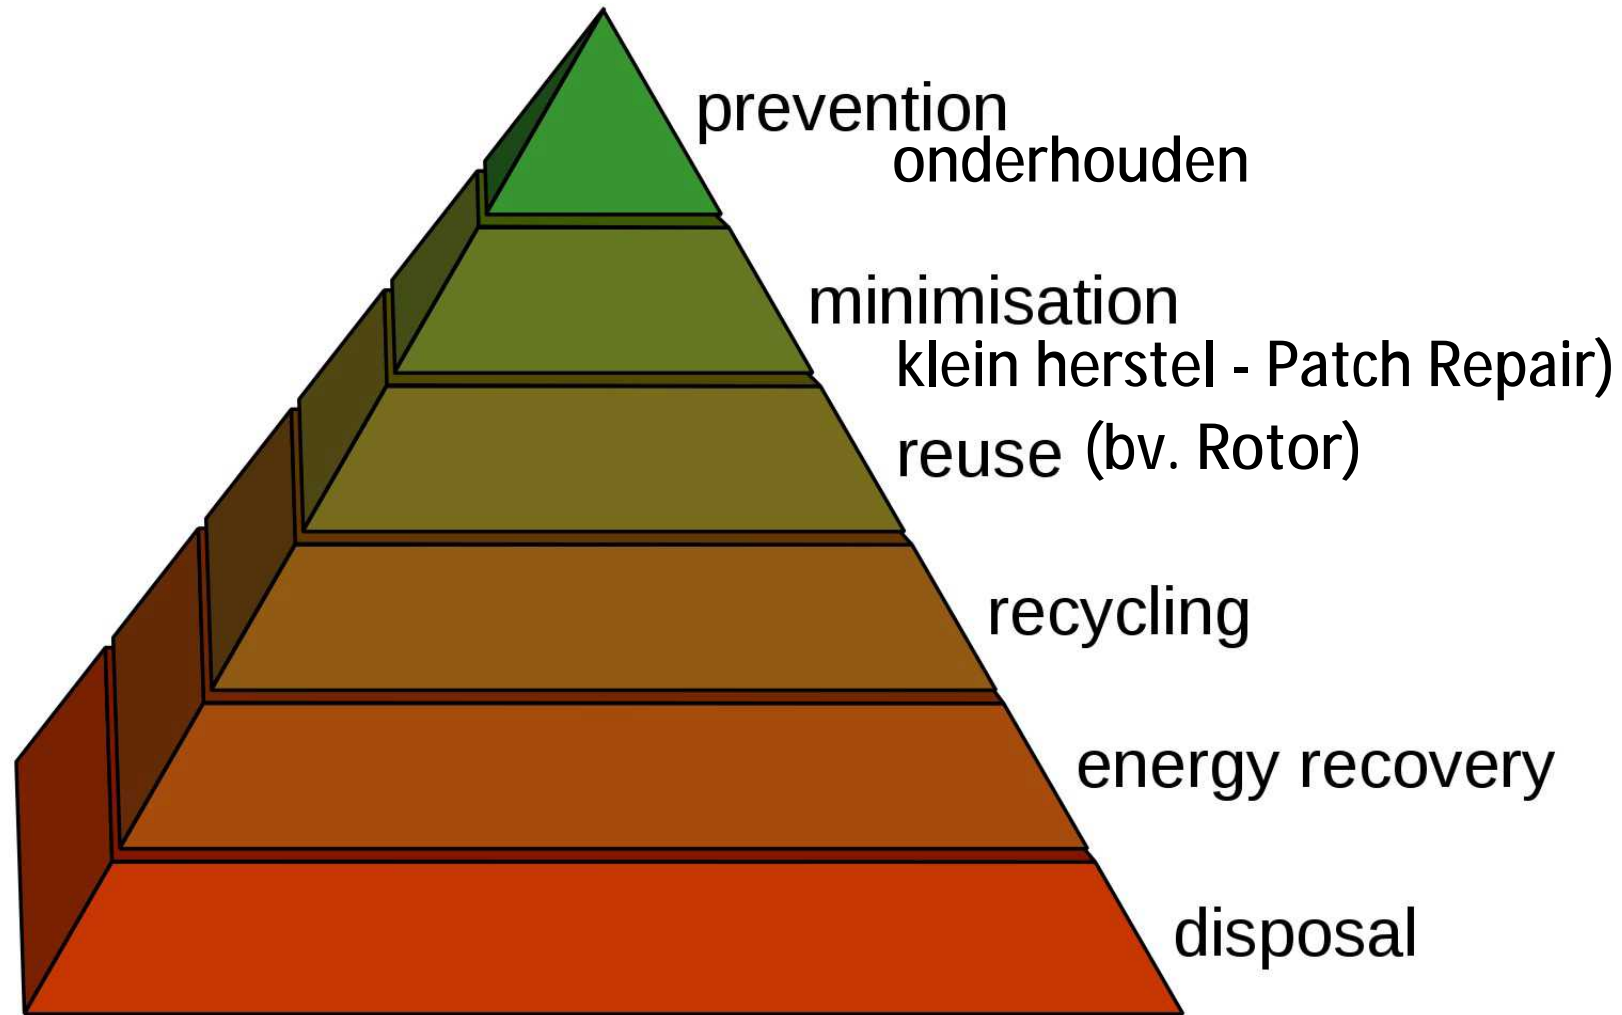 prevention
onderhouden
minimisation
klein herstel - Patch Repair)
reuse (bv. Rotor)
recycling
energy recovery
disposal